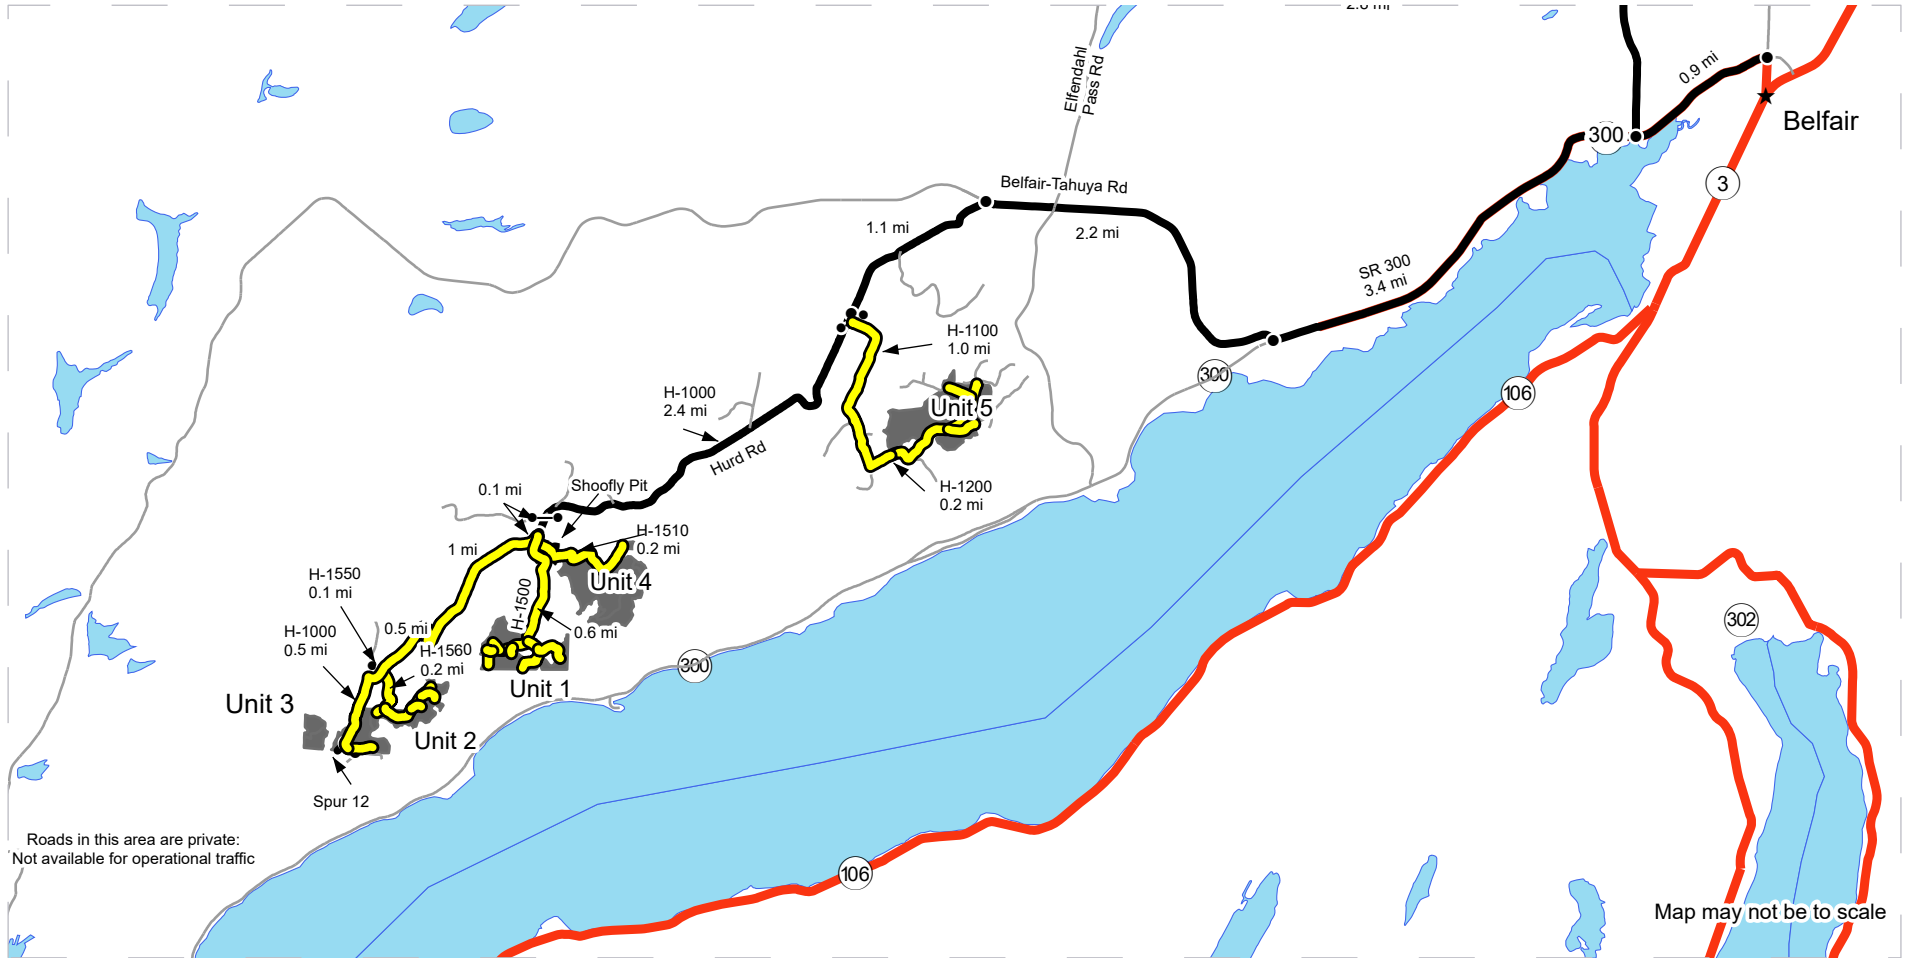 2.8 mi
0.9 mi
Elfendahl
Pass Rd
300
Belfair
3
Belfair-Tahuya Rd
1.1 mi
2.2 mi
SR 300
3.4 mi
H-1100
1.0 mi
300
106
H-1000
2.4 mi
Unit 5
Hurd Rd
Shoofly Pit
0.1 mi
H-1200
0.2 mi
H-1510
0.2 mi
1 mi
Unit 4
H-1550
0.1 mi
H-1500
0.5 mi
0.6 mi
H-1000
0.5 mi
H-1560
0.2 mi
302
300
Unit 1
Unit 3
Unit 2
Spur 12
Roads in this area are private:
Not available for operational traffic
106
Map may not be to scale